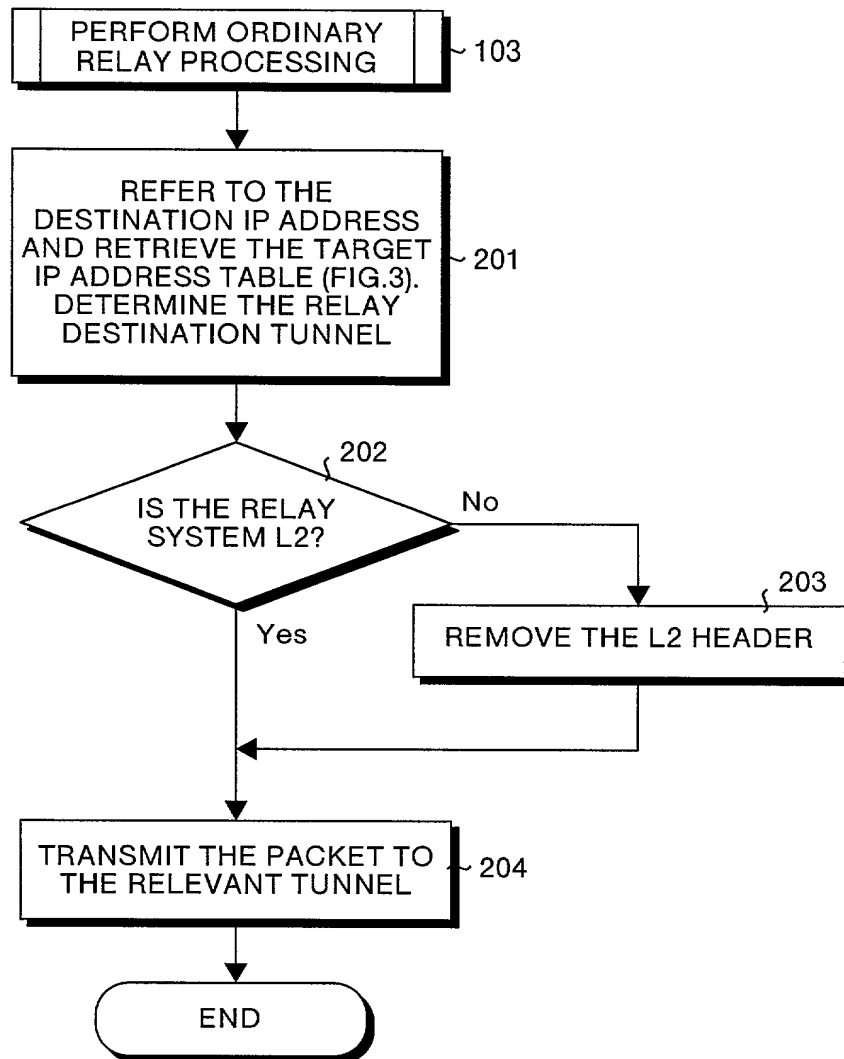 PERFORM ORDINARY
RELAY PROCESSING
103
REFER TO THE
DESTINATION IP ADDRESS
AND RETRIEVE THE TARGET
IP ADDRESS TABLE (FIG.3).
DETERMINE THE RELAY
DESTINATION TUNNEL
201
202
IS THE RELAY
SYSTEM L2?
No
Yes
203
REMOVE THE L2 HEADER
TRANSMIT THE PACKET TO
THE RELEVANT TUNNEL
204
END